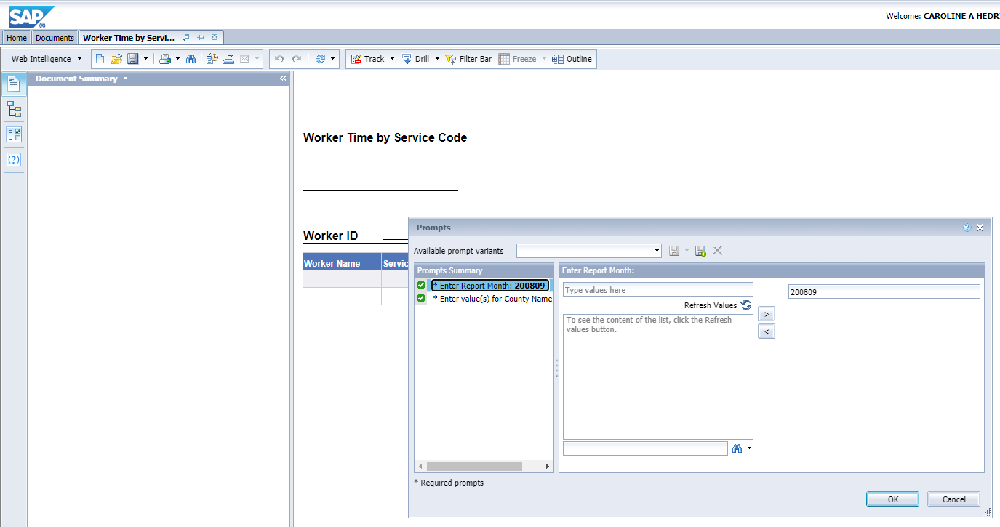 SAP ®
Welcome: CAROLINE A HEDRI
Home Documents Worker Time by Servi...
Web Intelligence Track Drill Filter Bar Freeze Outline
Document Summary
Worker Time by Service Code
Worker ID
Worker Name Servic
Prompts
Available prompt variants
Prompts Summary
* Enter Report Month: 200809
* Enter value(s) for County Name:
* Required prompts
Enter Report Month:
Type values here
Refresh Values
To see the content of the list, click the Refresh
values button.
>
<
200809
OK Cancel